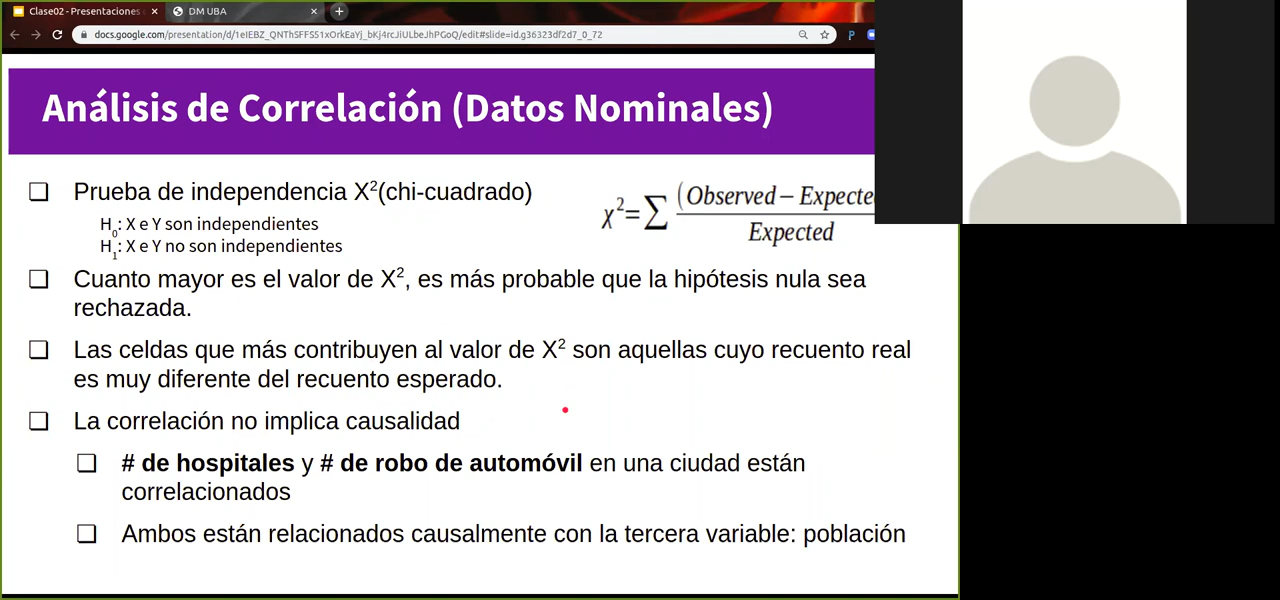 Clase02 - Presentaciones
DM UBA
docs.google.com/presentation/d/1eIEBZ_QNThSFFS51xOrkEaYj_bKj4rcJiULbeJhPGoQ/edit#slide=id.g36323df2d7_0_72
Análisis de Correlación (Datos Nominales)
Prueba de independencia X²(chi-cuadrado)
H₀: X e Y son independientes
H₁: X e Y no son independientes
χ²=∑ (Observed−Expecte
Expected
Cuanto mayor es el valor de X², es más probable que la hipótesis nula sea
rechazada.
Las celdas que más contribuyen al valor de X² son aquellas cuyo recuento real
es muy diferente del recuento esperado.
La correlación no implica causalidad
# de hospitales y # de robo de automóvil en una ciudad están
correlacionados
Ambos están relacionados causalmente con la tercera variable: población